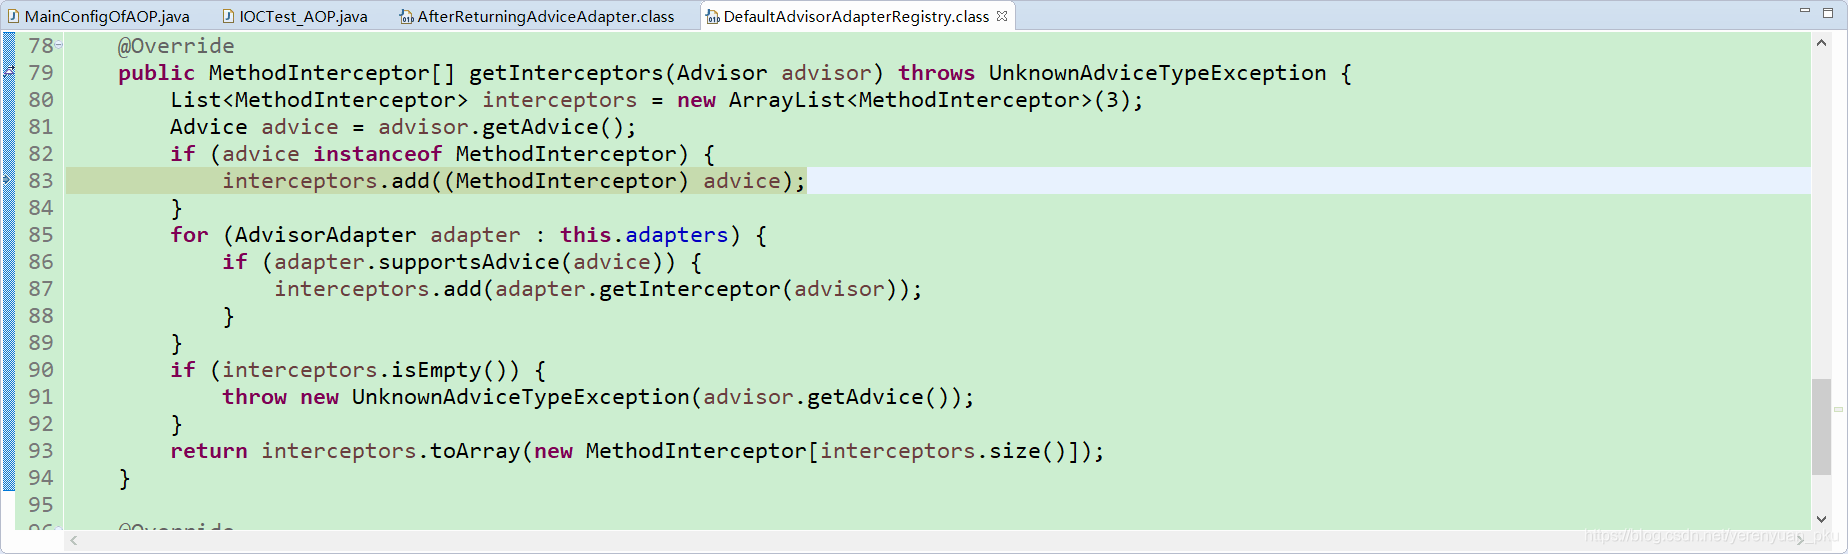 MainConfigOfAOP.java IOCTest_AOP.java AfterReturningAdviceAdapter.class DefaultAdvisorAdapterRegistry.class
78 @Override
79 public MethodInterceptor[] getInterceptors(Advisor advisor) throws UnknownAdviceTypeException {
80 List<MethodInterceptor> interceptors = new ArrayList<MethodInterceptor>(3);
81 Advice advice = advisor.getAdvice();
82 if (advice instanceof MethodInterceptor) {
83 interceptors.add((MethodInterceptor) advice);
84 }
85 for (AdvisorAdapter adapter : this.adapters) {
86 if (adapter.supportsAdvice(advice)) {
87 interceptors.add(adapter.getInterceptor(advisor));
88 }
89 }
90 if (interceptors.isEmpty()) {
91 throw new UnknownAdviceTypeException(advisor.getAdvice());
92 }
93 return interceptors.toArray(new MethodInterceptor[interceptors.size()]);
94 }
95
96 @Override
https://blog.csdn.net/yerenyuan_pku